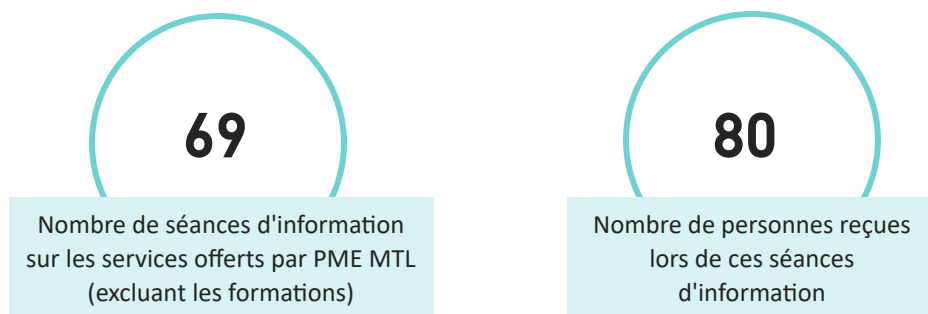 69
Nombre de séances d'information
sur les services offerts par PME MTL
(excluant les formations)
80
Nombre de personnes reçues
lors de ces séances
d'information